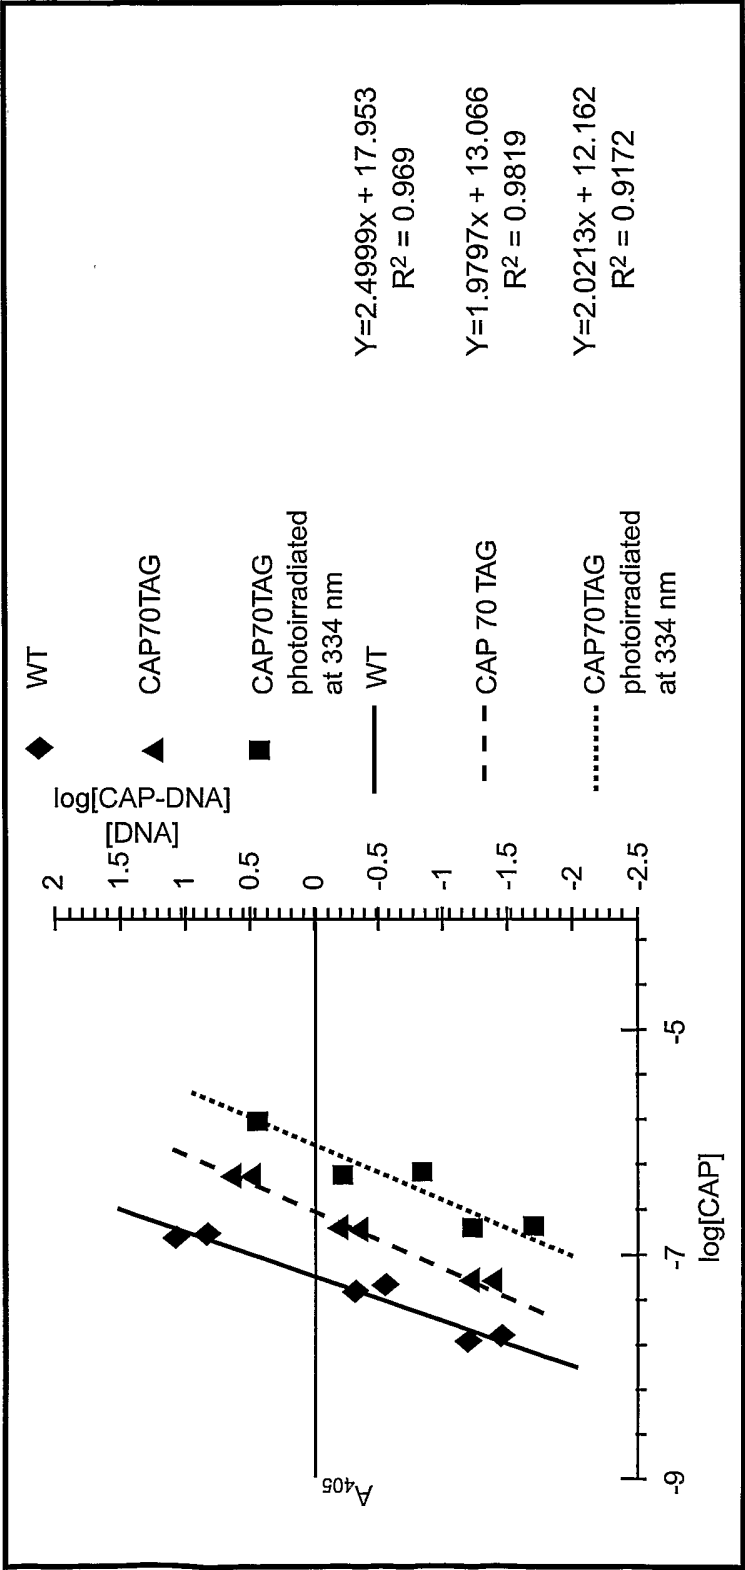 log[CAP-DNA]
[DNA]
2
1.5
1
0.5
0
-0.5
-1
-1.5
-2
-2.5
A405
-9
-7
-5
log[CAP]
WT
CAP70TAG
CAP70TAG
photoirradiated
at 334 nm
WT
Y=2.4999x + 17.953
R² = 0.969
CAP 70 TAG
Y=1.9797x + 13.066
R² = 0.9819
CAP70TAG
photoirradiated
at 334 nm
Y=2.0213x + 12.162
R² = 0.9172